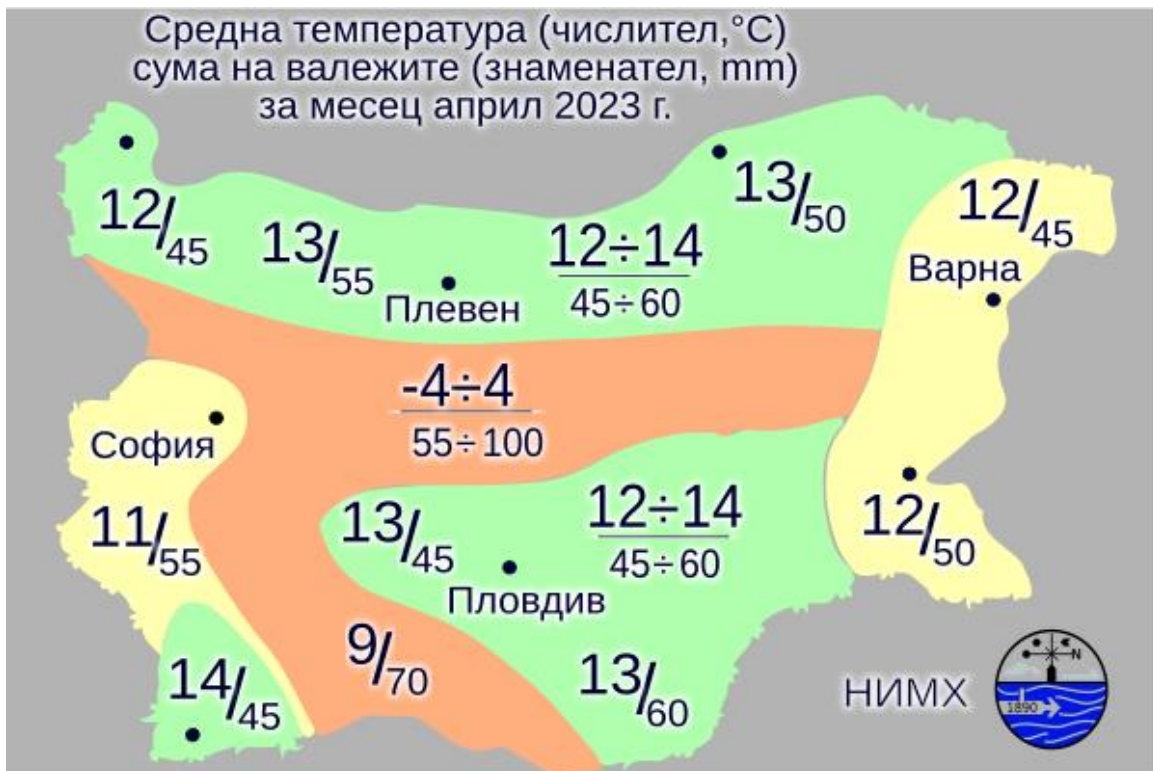 Средна температура (числител,°C)
сума на валежите (знаменател, mm)
за месец април 2023 г.
12/45
13/55
Плевен
12÷14
45÷60
13/50
12/45
Варна
-4÷4
55÷100
София
11/55
13/45
Пловдив
12÷14
45÷60
12/50
14/45
9/70
13/60
НИМХ
N
1890